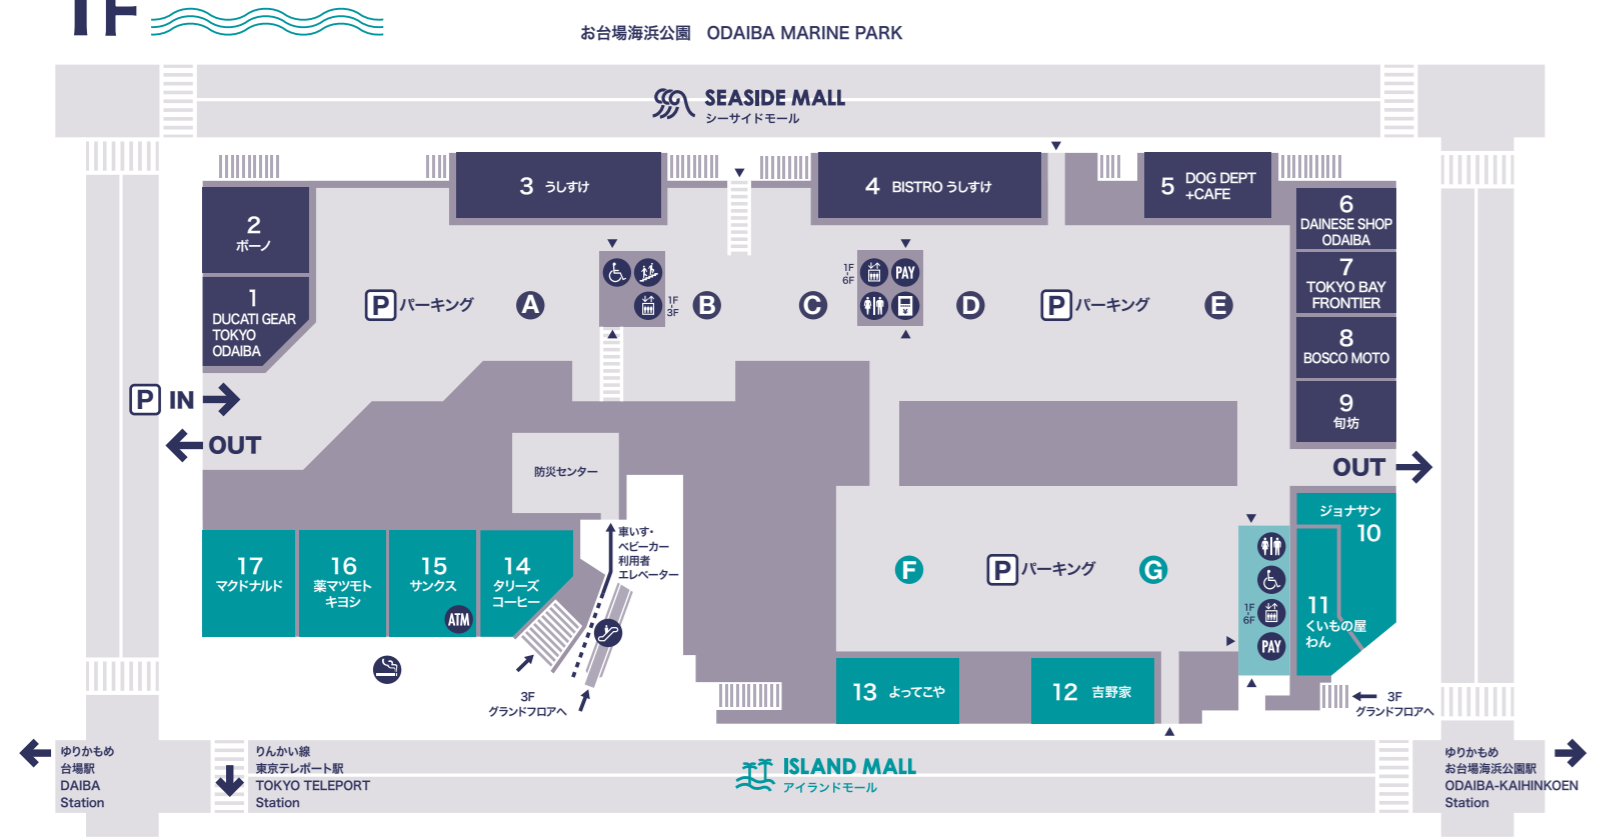 1F
お台場海浜公園 ODAIBA MARINE PARK
SEASIDE MALL
シーサイドモール
3 うしすけ
4 BISTRO うしすけ
5 DOG DEPT
+CAFE
2
ボーノ
6
DAINESE SHOP
ODAIBA
1
DUCATI GEAR
TOKYO
ODAIBA
7
TOKYO BAY
FRONTIER
P パーキング
A
1F
-
3F
B
C
1F
-
6F
PAY
¥
D
P パーキング
E
8
BOSCO MOTO
9
旬坊
P IN
OUT
OUT
防災センター
車いす・
ベビーカー
利用者
エレベーター
17
マクドナルド
16
薬マツモト
キヨシ
15
サンクス
ATM
14
タリーズ
コーヒー
F
P パーキング
G
1F
-
6F
PAY
ジョナサン
10
11
くいもの屋
わん
13 よってこや
12 吉野家
3F
グランドフロアへ
3F
グランドフロアへ
ゆりかもめ
台場駅
DAIBA
Station
りんかい線
東京テレポート駅
TOKYO TELEPORT
Station
ISLAND MALL
アイランドモール
ゆりかもめ
お台場海浜公園駅
ODAIBA-KAIHINKOEN
Station